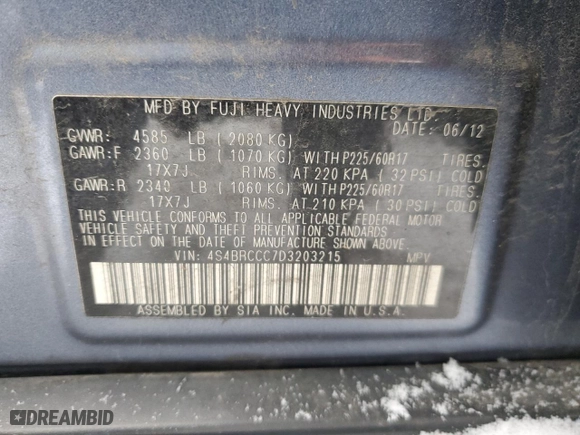 MFD BY FUJI HEAVY INDUSTRIES LTD.
DATE: 06/12
GVWR: 4585 LB (2080 KG)
GAWR:F 2360 LB (1070 KG) WITH P225/60R17 TIRES.
17X7J RIMS. AT 220 KPA (32 PSI) COLD
GAWR:R 2340 LB (1060 KG) WITH P225/60R17 TIRES.
17X7J RIMS. AT 210 KPA (30 PSI) COLD
THIS VEHICLE CONFORMS TO ALL APPLICABLE FEDERAL MOTOR
VEHICLE SAFETY AND THEFT PREVENTION STANDARDS
IN EFFECT ON THE DATE OF MANUFACTURE SHOWN ABOVE.
VIN: 4S4BRCCC7D3203215 MPV
ASSEMBLED BY SIA INC. MADE IN U.S.A.
DREAMBID